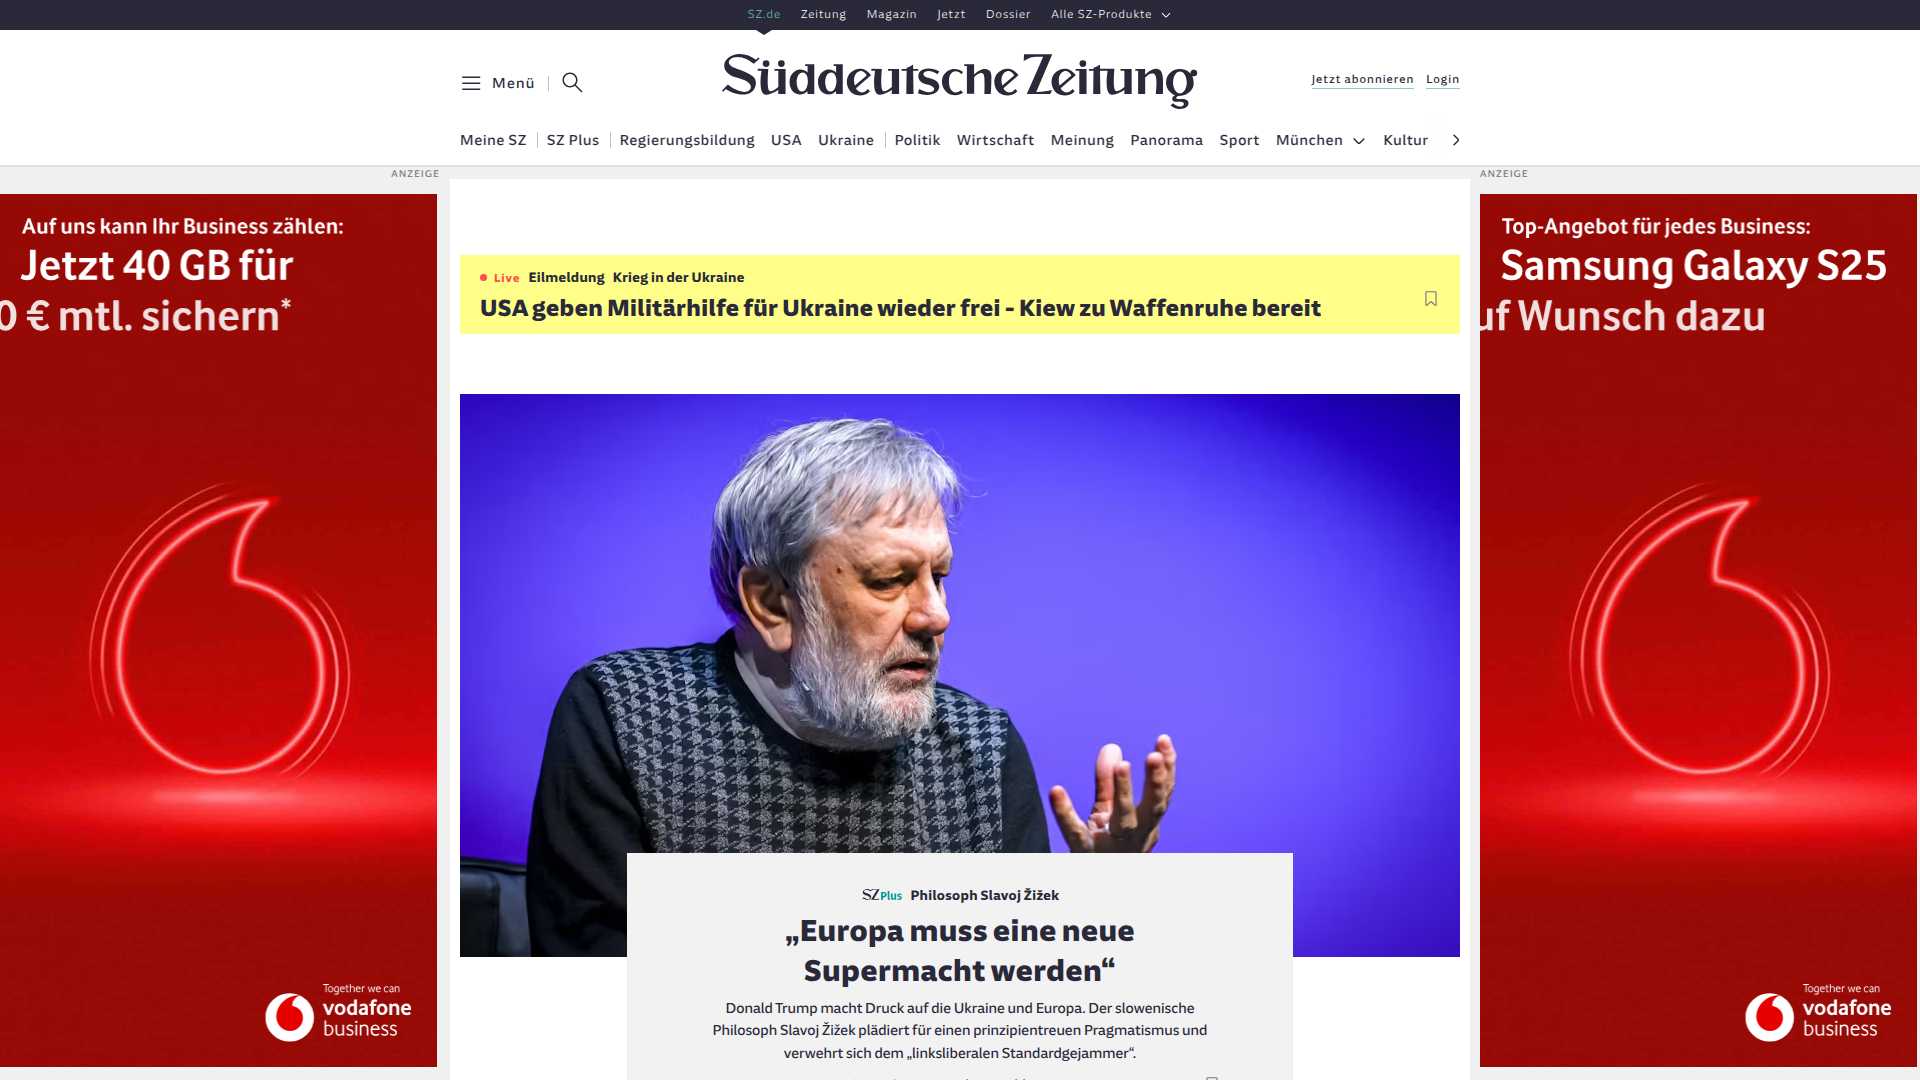 SZ.de Zeitung Magazin Jetzt Dossier Alle SZ-Produkte
Menü
Süddeutsche Zeitung
Jetzt abonnieren Login
Meine SZ SZ Plus Regierungsbildung USA Ukraine Politik Wirtschaft Meinung Panorama Sport München Kultur
ANZEIGE
Auf uns kann Ihr Business zählen:
Jetzt 40 GB für
0 € mtl. sichern*
Together we can
vodafone
business
Live Eilmeldung Krieg in der Ukraine
USA geben Militärhilfe für Ukraine wieder frei - Kiew zu Waffenruhe bereit
SZ Plus Philosoph Slavoj Žižek
„Europa muss eine neue
Supermacht werden“
Donald Trump macht Druck auf die Ukraine und Europa. Der slowenische
Philosoph Slavoj Žižek plädiert für einen prinzipientreuen Pragmatismus und
verwehrt sich dem „linksliberalen Standardgejammer“.
ANZEIGE
Top-Angebot für jedes Business:
Samsung Galaxy S25
uf Wunsch dazu
Together we can
vodafone
business